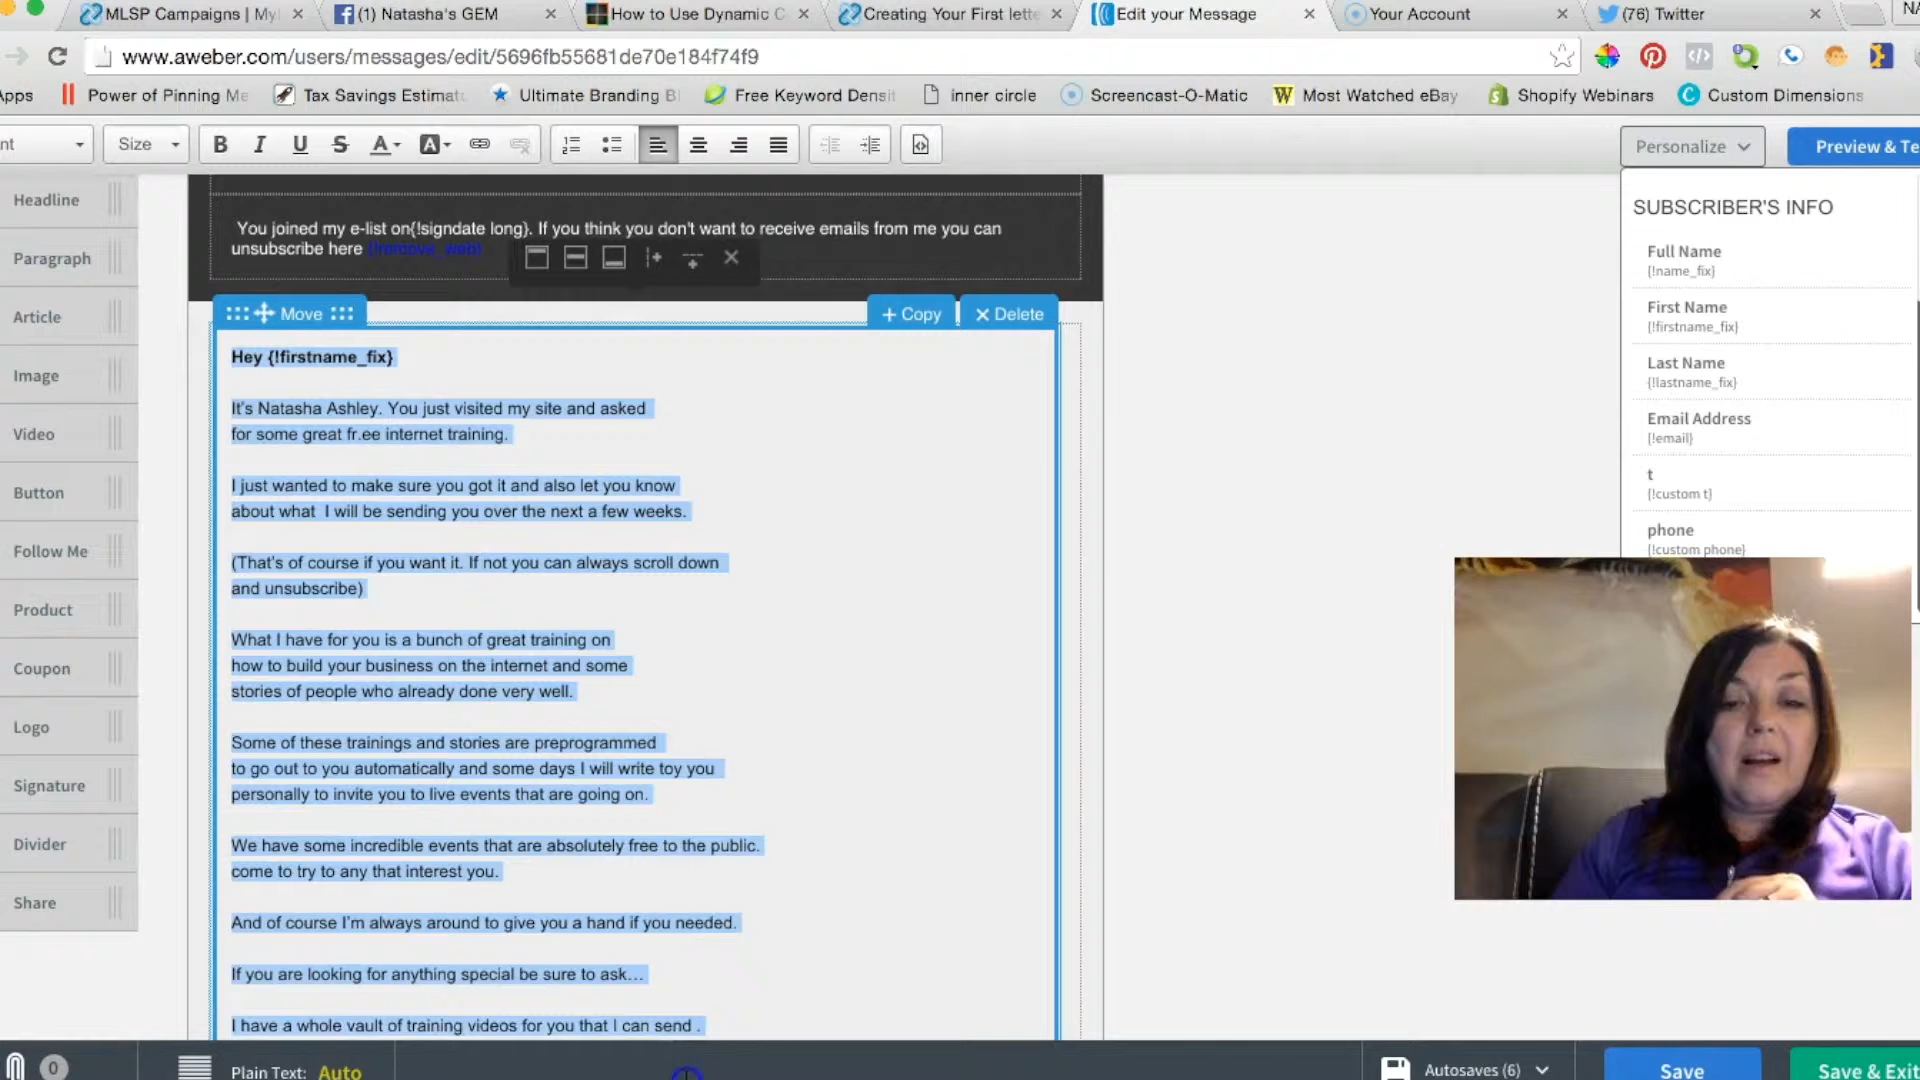 MLSP Campaigns | My
(1) Natasha's GEM
How to Use Dynamic C
Creating Your First lette
Edit your Message
Your Account
(76) Twitter
NA
www.aweber.com/users/messages/edit/5696fb55681de70e184f74f9
Apps
Power of Pinning Me
Tax Savings Estimat
Ultimate Branding Bl
Free Keyword Densit
inner circle
Screencast-O-Matic
Most Watched eBay
Shopify Webinars
Custom Dimensions
nt
Size
B
I
U
S
A
A
Personalize
Preview & Te
Headline
Paragraph
Article
Image
Video
Button
Follow Me
Product
Coupon
Logo
Signature
Divider
Share
You joined my e-list on{!signdate long}. If you think you don't want to receive emails from me you can
unsubscribe here {!remove_web}
Move
+ Copy
Delete
Hey {!firstname_fix}
It's Natasha Ashley. You just visited my site and asked
for some great fr.ee internet training.
I just wanted to make sure you got it and also let you know
about what  I will be sending you over the next a few weeks.
(That's of course if you want it. If not you can always scroll down
and unsubscribe)
What I have for you is a bunch of great training on
how to build your business on the internet and some
stories of people who already done very well.
Some of these trainings and stories are preprogrammed
to go out to you automatically and some days I will write toy you
personally to invite you to live events that are going on.
We have some incredible events that are absolutely free to the public.
come to try to any that interest you.
And of course I'm always around to give you a hand if you needed.
If you are looking for anything special be sure to ask…
I have a whole vault of training videos for you that I can send .
SUBSCRIBER'S INFO
Full Name
{!name_fix}
First Name
{!firstname_fix}
Last Name
{!lastname_fix}
Email Address
{!email}
t
{!custom t}
phone
{!custom phone}
0
Plain Text: Auto
Autosaves (6)
Save
Save & Exit